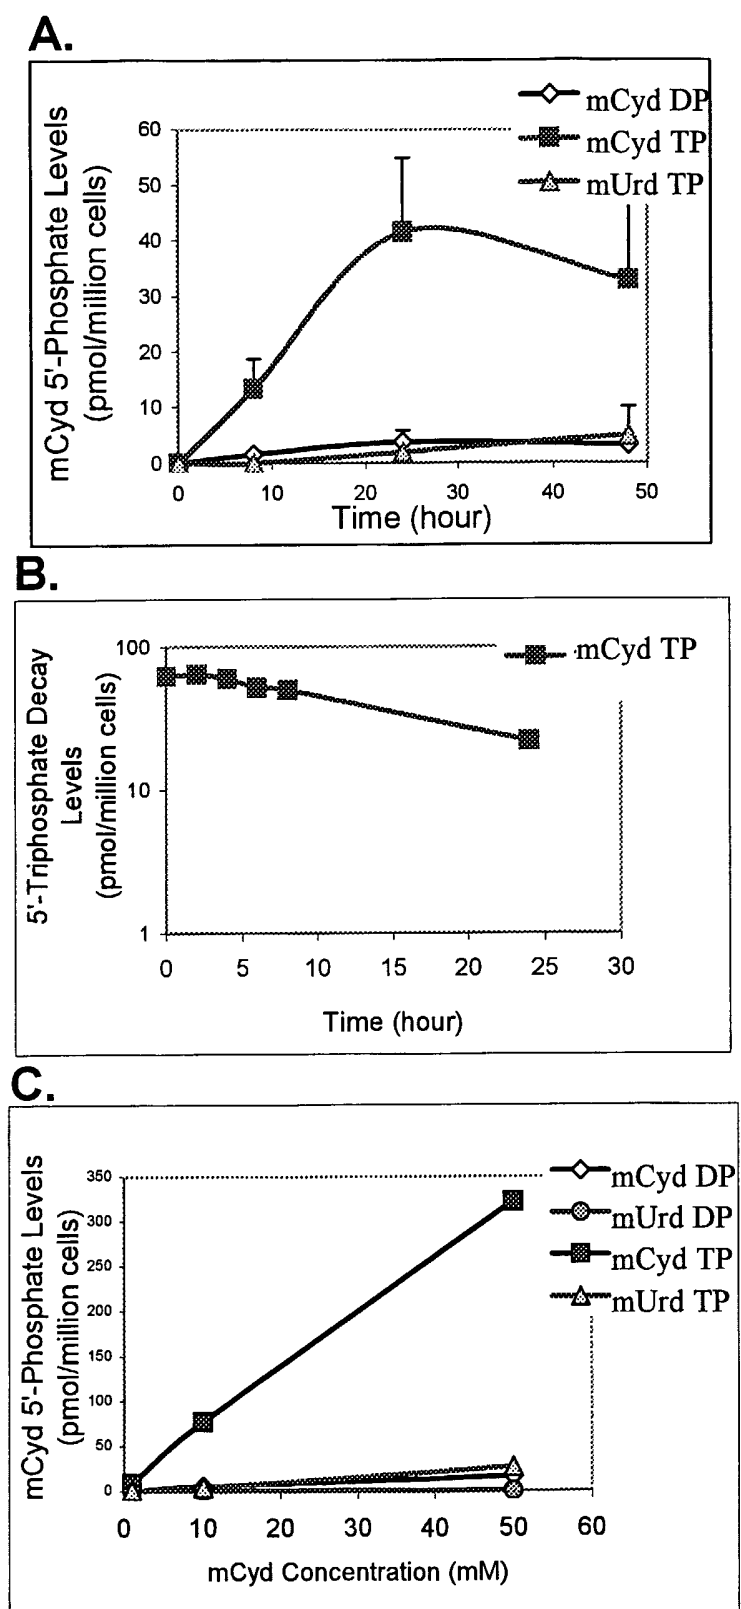 A.
mCyd DP
mCyd TP
mUrd TP
mCyd 5'-Phosphate Levels
(pmol/million cells)
60
50
40
30
20
10
0
0 10 20 30 40 50
Time (hour)
B.
mCyd TP
5'-Triphosphate Decay
Levels
(pmol/million cells)
100
10
1
0 5 10 15 20 25 30
Time (hour)
C.
mCyd DP
mUrd DP
mCyd TP
mUrd TP
mCyd 5'-Phosphate Levels
(pmol/million cells)
350
300
250
200
150
100
50
0
0 10 20 30 40 50 60
mCyd Concentration (mM)